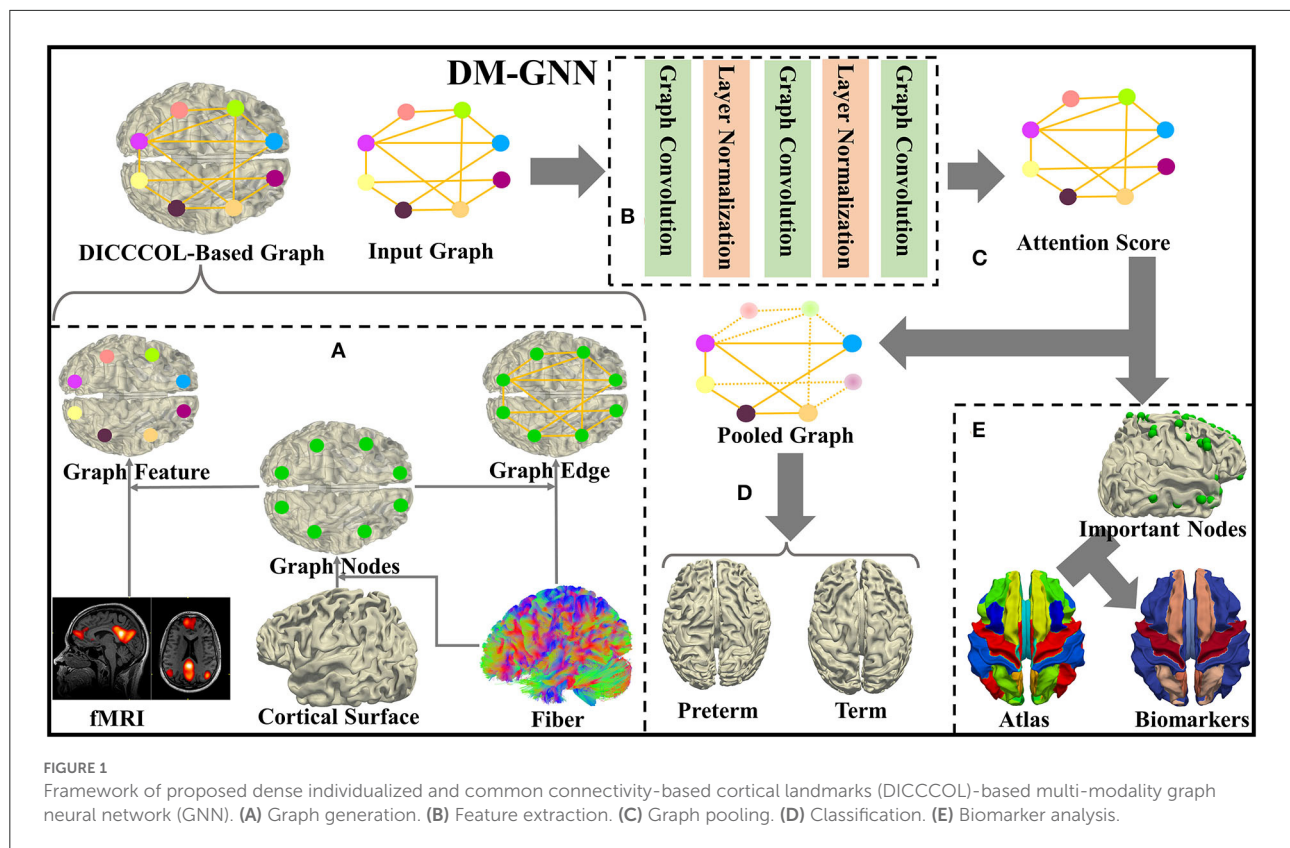 DM-GNN
DICCCOL-Based Graph
Input Graph
B
Graph Convolution
Layer Normalization
Graph Convolution
Layer Normalization
Graph Convolution
C
Attention Score
A
Graph Feature
Graph Edge
Graph Nodes
fMRI
Cortical Surface
Fiber
Pooled Graph
D
Preterm
Term
E
Important Nodes
Atlas
Biomarkers
FIGURE 1
Framework of proposed dense individualized and common connectivity-based cortical landmarks (DICCCOL)-based multi-modality graph
neural network (GNN). (A) Graph generation. (B) Feature extraction. (C) Graph pooling. (D) Classification. (E) Biomarker analysis.